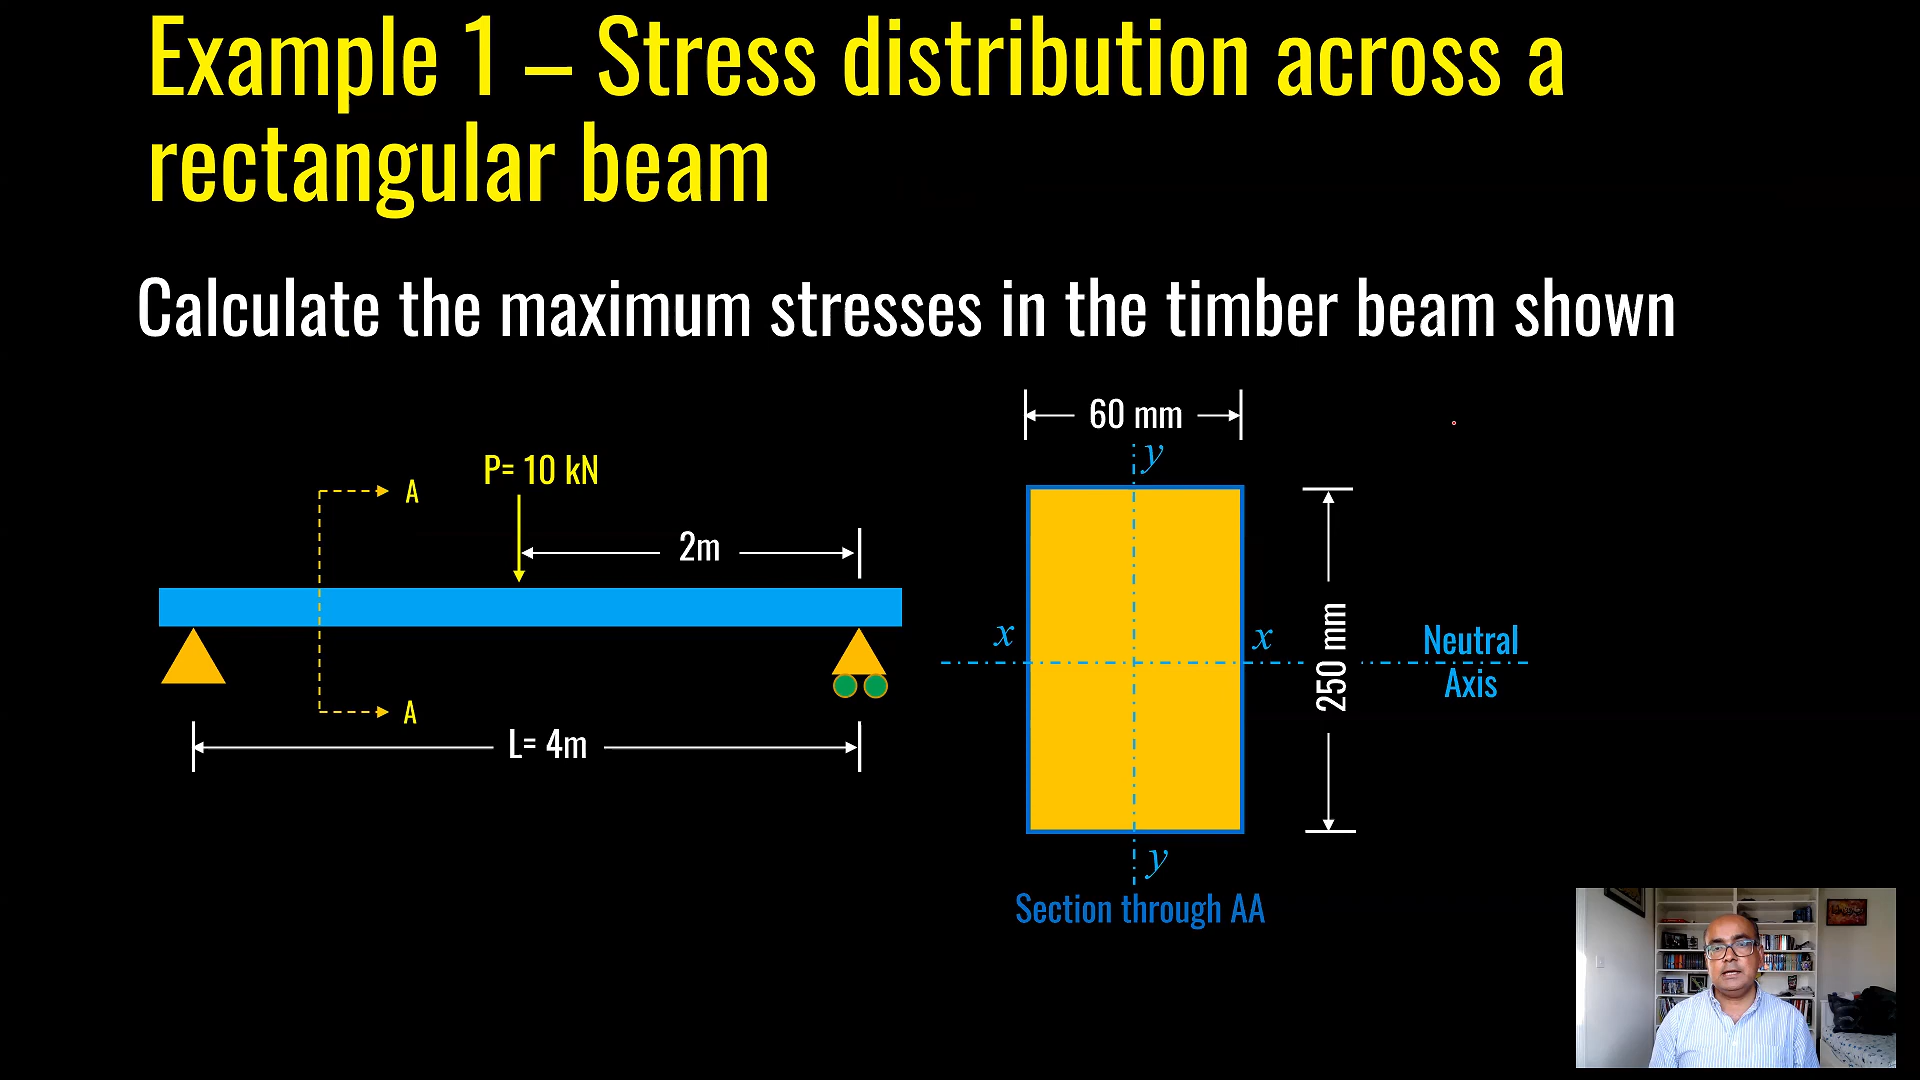 Example 1 – Stress distribution across a
rectangular beam
Calculate the maximum stresses in the timber beam shown
60 mm
y
P= 10 kN
A
2m
x
x
250 mm
Neutral
Axis
A
L= 4m
y
Section through AA